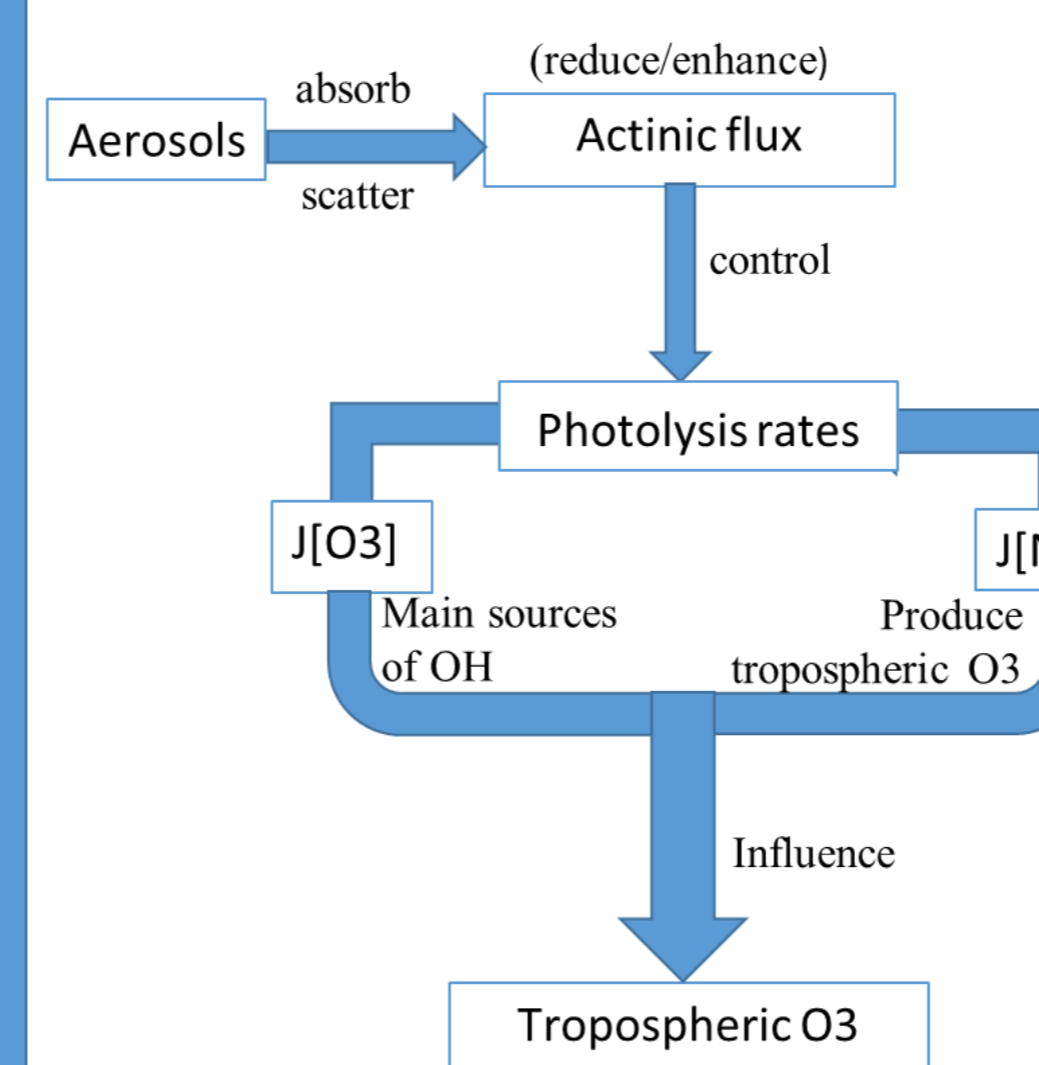 (reduce/enhance)
absorb
Aerosols
Actinic flux
scatter
control
Photolysis rates
J[O3]
Main sources
of OH
Produce
tropospheric O3
Influence
Tropospheric O3